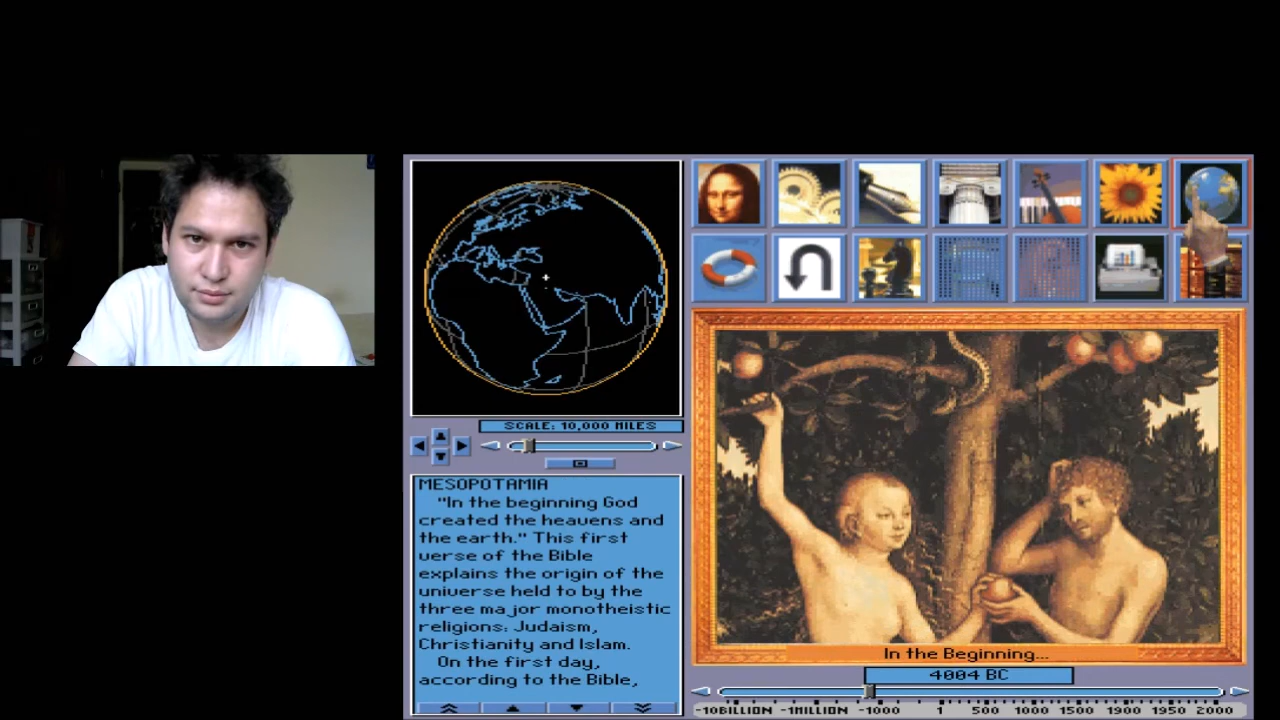 SCALE: 10,000 MILES
MESOPOTAMIA
"In the beginning God
created the heavens and
the earth." This first
verse of the Bible
explains the origin of the
universe held to by the
three major monotheistic
religions: Judaism,
Christianity and Islam.
On the first day,
according to the Bible,
In the Beginning...
4004 BC
-10BILLION -1MILLION -1000 1 500 1000 1500 1900 1950 2000